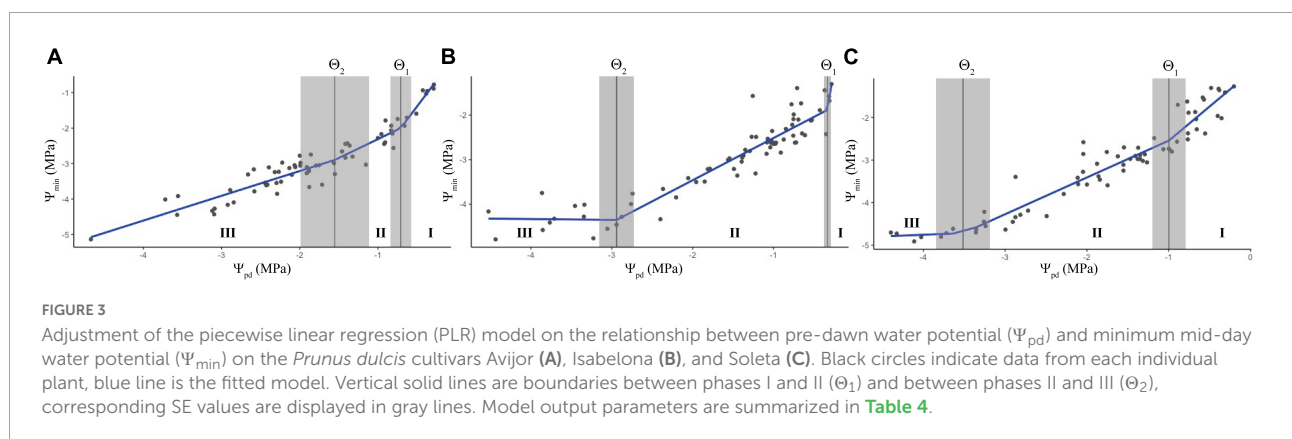 A
Θ2
Θ1
-1
-2
-3
-4
-5
Ψmin (MPa)
III
II
I
-4
-3
-2
-1
Ψpd (MPa)
B
Θ2
Θ1
-2
-3
-4
Ψmin (MPa)
III
II
I
-4
-3
-2
-1
Ψpd (MPa)
C
Θ2
Θ1
-2
-3
-4
-5
Ψmin (MPa)
III
II
I
-4
-3
-2
-1
0
Ψpd (MPa)
FIGURE 3
Adjustment of the piecewise linear regression (PLR) model on the relationship between pre-dawn water potential (Ψpd) and minimum mid-day
water potential (Ψmin) on the Prunus dulcis cultivars Avijor (A), Isabelona (B), and Soleta (C). Black circles indicate data from each individual
plant, blue line is the fitted model. Vertical solid lines are boundaries between phases I and II (Θ1) and between phases II and III (Θ2),
corresponding SE values are displayed in gray lines. Model output parameters are summarized in Table 4.